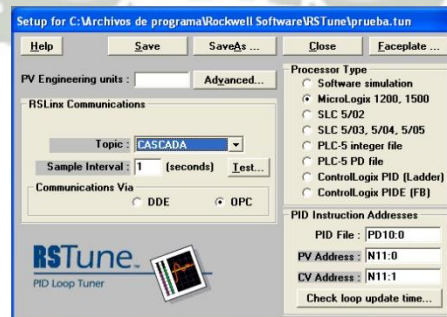 Setup for C:\Archivos de programa\Rockwell Software\RSTune\prueba.tun
Help Save SaveAs ... Close Faceplate ...
PV Engineering units : Advanced...
RSLinx Communications
Topic : CASCADA
Sample Interval : 1 (seconds) Test...
Communications Via
DDE OPC
RSTune™
PID Loop Tuner
Processor Type
Software simulation
MicroLogix 1200, 1500
SLC 5/02
SLC 5/03, 5/04, 5/05
PLC-5 integer file
PLC-5 PD file
ControlLogix PID (Ladder)
ControlLogix PIDE (FB)
PID Instruction Addresses
PID File : PD10:0
PV Address : N11:0
CV Address : N11:1
Check loop update time...